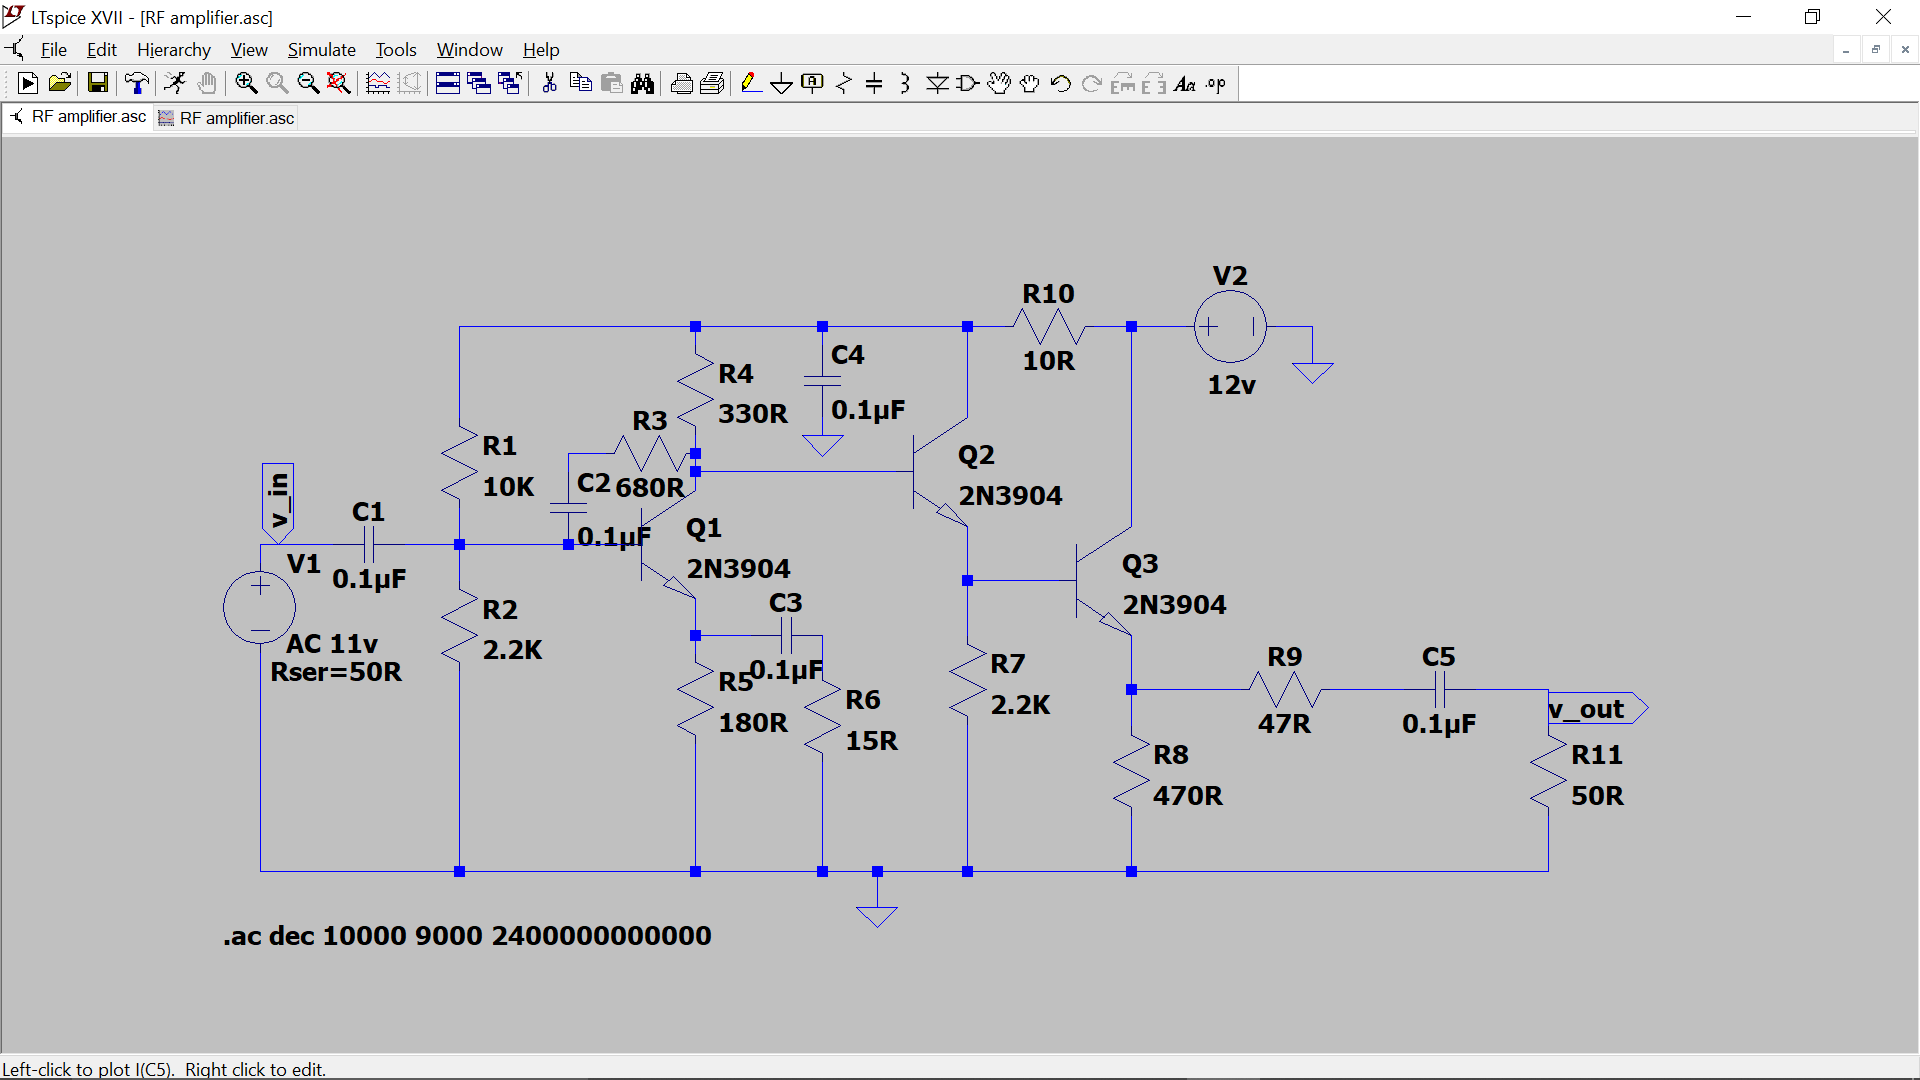 LTspice XVII - [RF amplifier.asc]
File Edit Hierarchy View Simulate Tools Window Help
RF amplifier.asc RF amplifier.asc
V2
12v
R10
10R
C4
0.1µF
R4
330R
R3
680R
R1
10K
C2
0.1µF
Q2
2N3904
v_in
C1
0.1µF
V1
AC 11v
Rser=50R
Q1
2N3904
Q3
2N3904
R2
2.2K
C3
0.1µF
R5
180R
R6
15R
R7
2.2K
R9
47R
C5
0.1µF
v_out
R8
470R
R11
50R
.ac dec 10000 9000 2400000000000
Left-click to plot I(C5). Right click to edit.